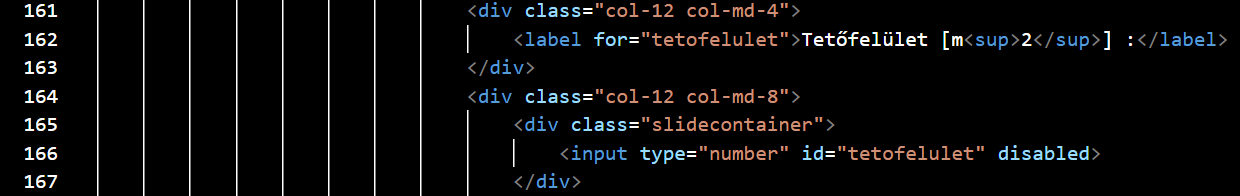 161 <div class="col-12 col-md-4">
162 <label for="tetofelulet">Tetőfelület [m<sup>2</sup>] :</label>
163 </div>
164 <div class="col-12 col-md-8">
165 <div class="slidecontainer">
166 <input type="number" id="tetofelulet" disabled>
167 </div>